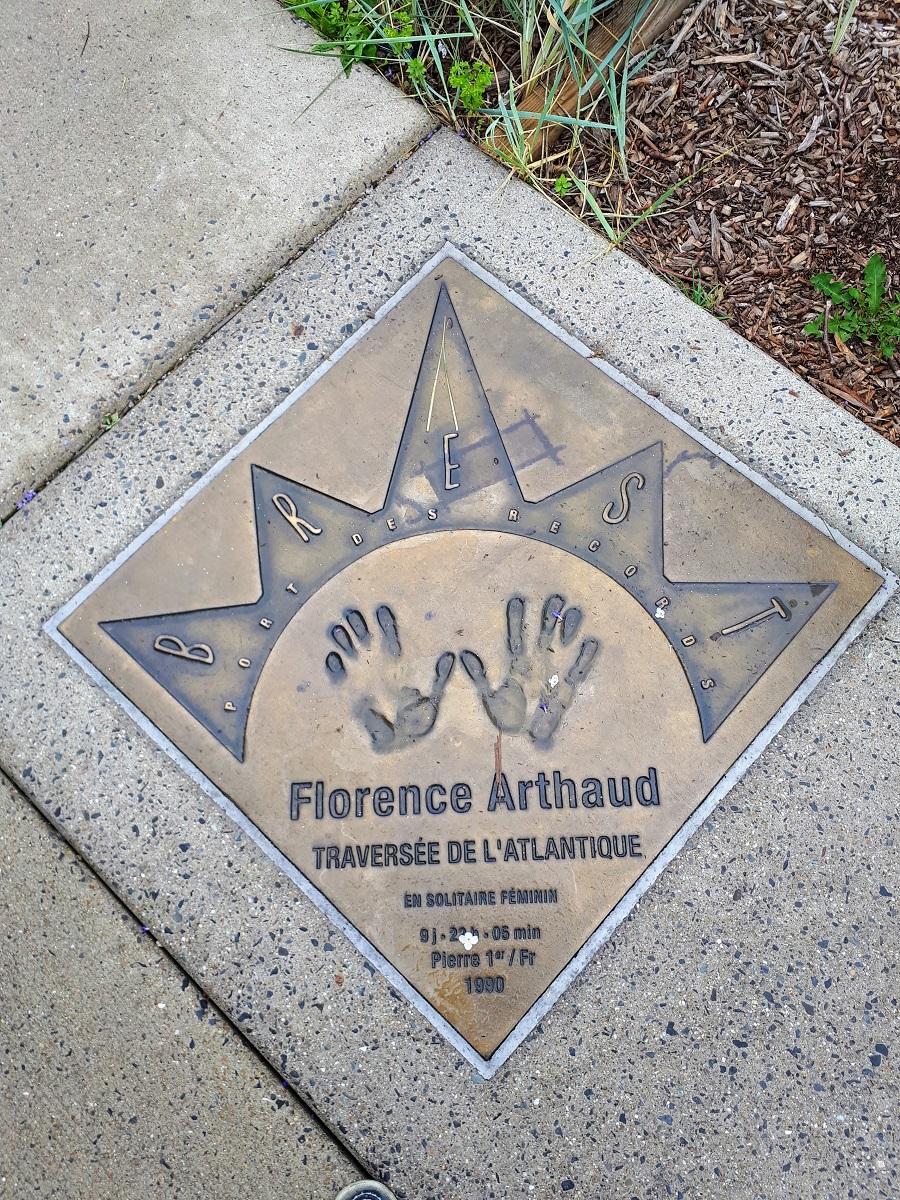 BREST
PORT DES RECORDS
Florence Arthaud
TRAVERSÉE DE L'ATLANTIQUE
EN SOLITAIRE FÉMININ
9 j - - 05 min
Pierre 1er / Fr
1990